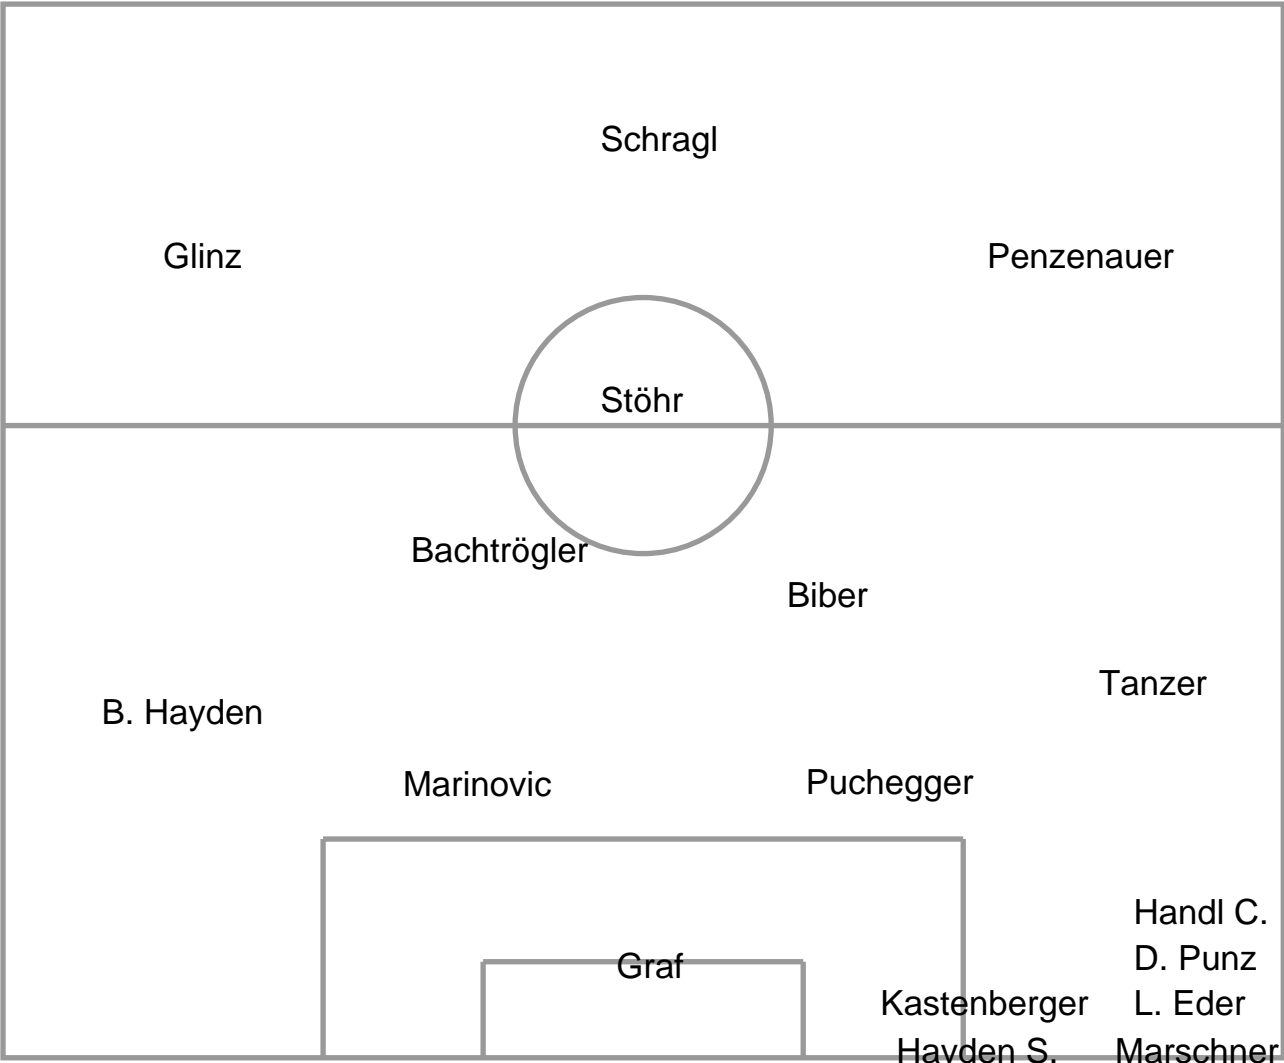 Schragl
Glinz Penzenauer
Stöhr
Bachtrögler
Biber
Tanzer
B. Hayden
Marinovic Puchegger
Handl C.
Graf D. Punz
Kastenberger L. Eder
Hayden S. Marschner